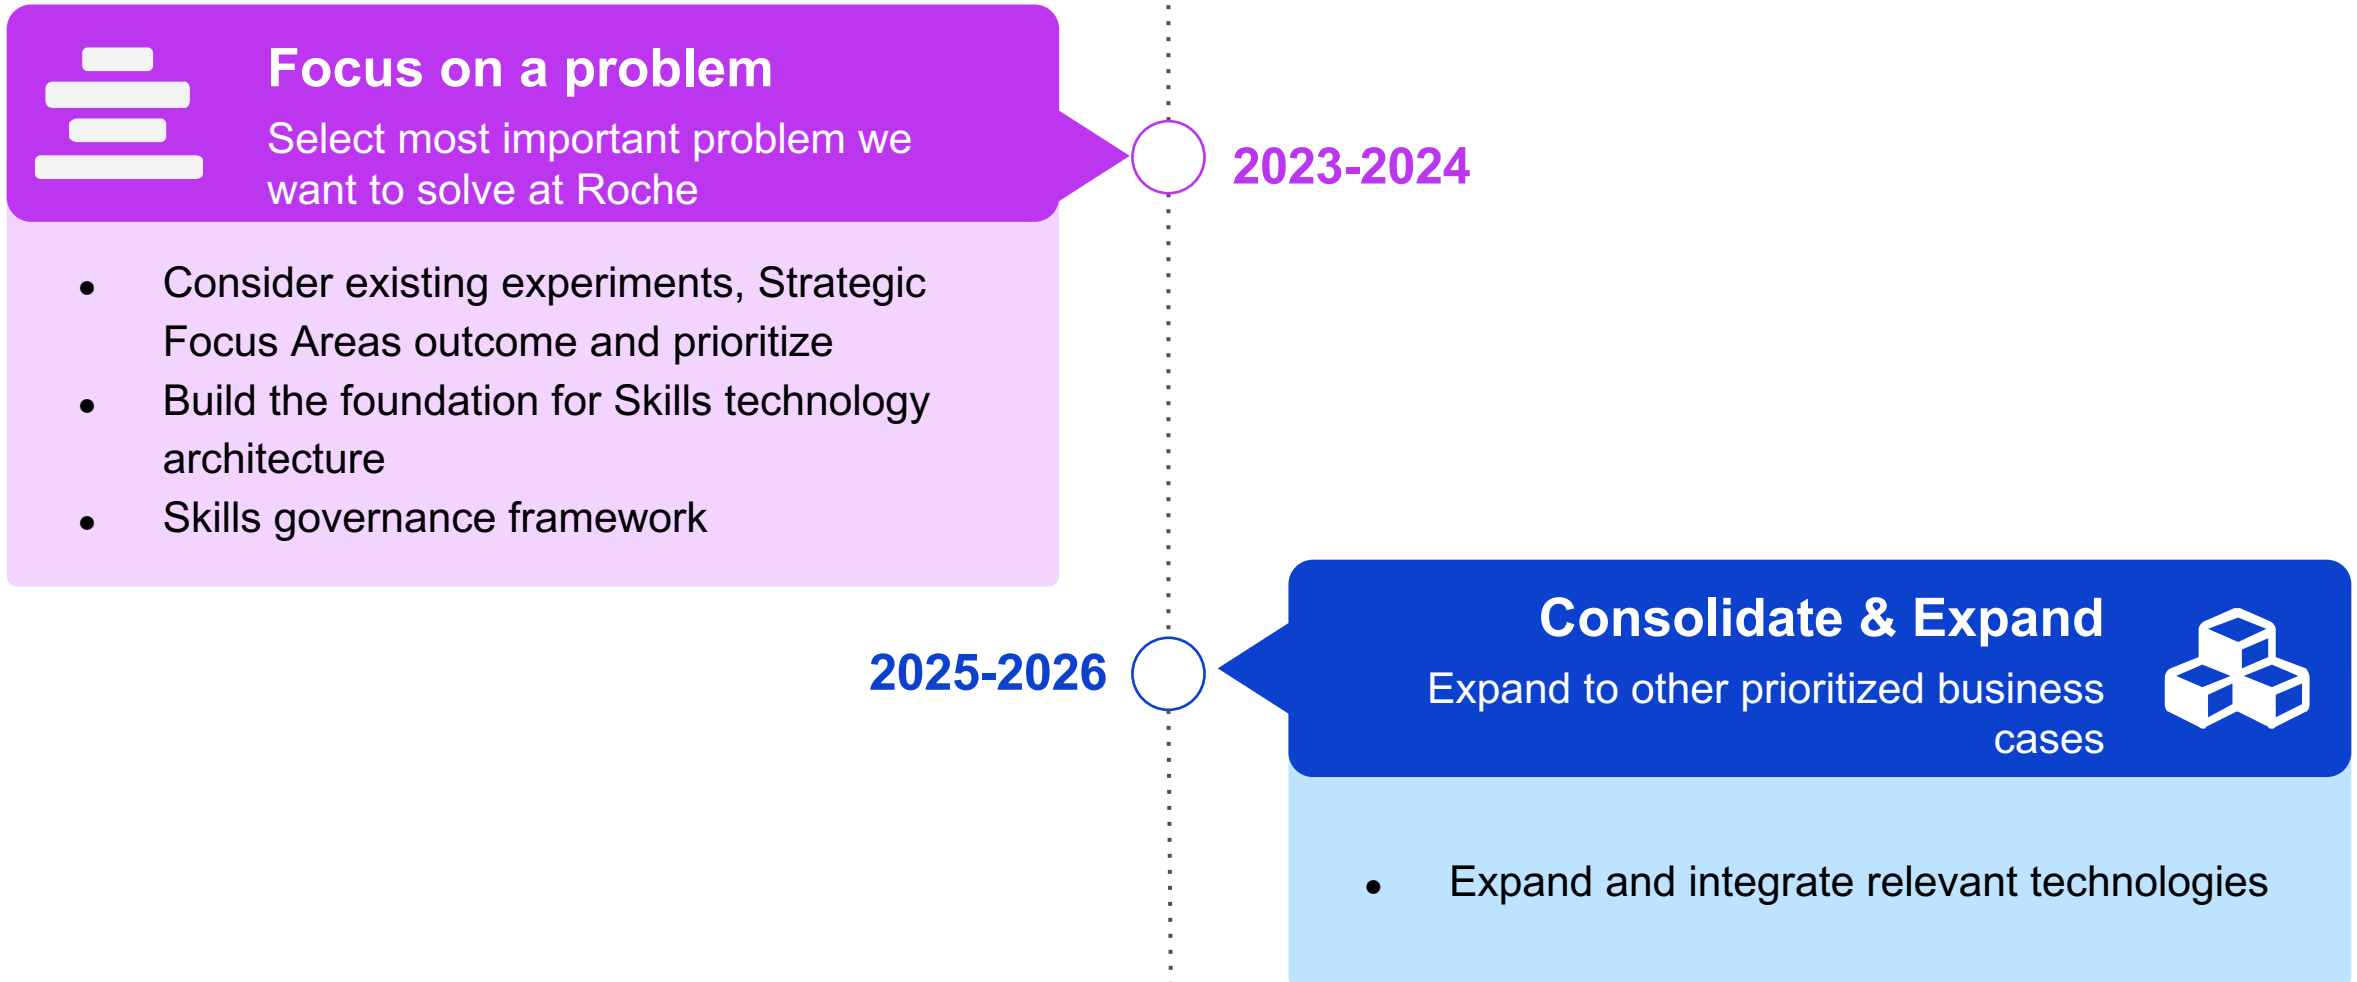 Focus on a problem
Select most important problem we
want to solve at Roche
2023-2024
● Consider existing experiments, Strategic
Focus Areas outcome and prioritize
● Build the foundation for Skills technology
architecture
● Skills governance framework
2025-2026
Consolidate & Expand
Expand to other prioritized business
cases
● Expand and integrate relevant technologies